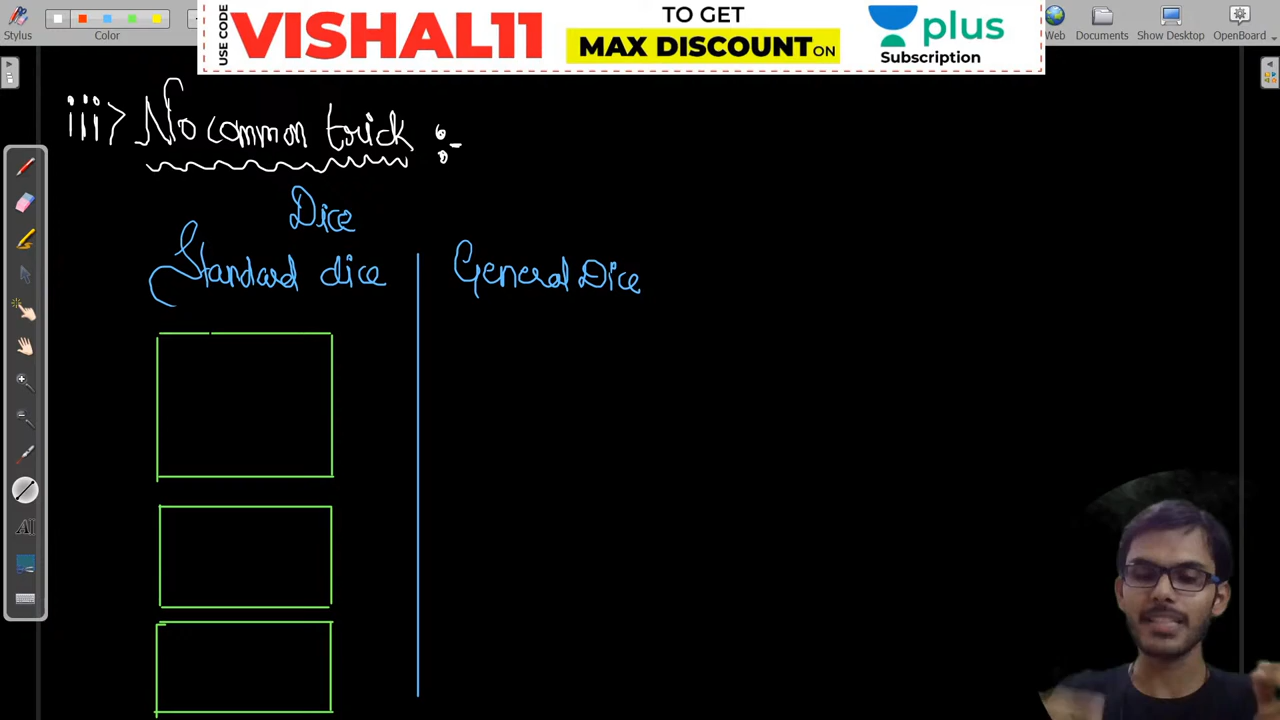 USE CODE
VISHAL11
TO GET
MAX DISCOUNT ON
plus
Subscription
Stylus
Color
Web
Documents
Show Desktop
OpenBoard
iii> No common trick :-
Dice
Standard dice
General Dice
AI